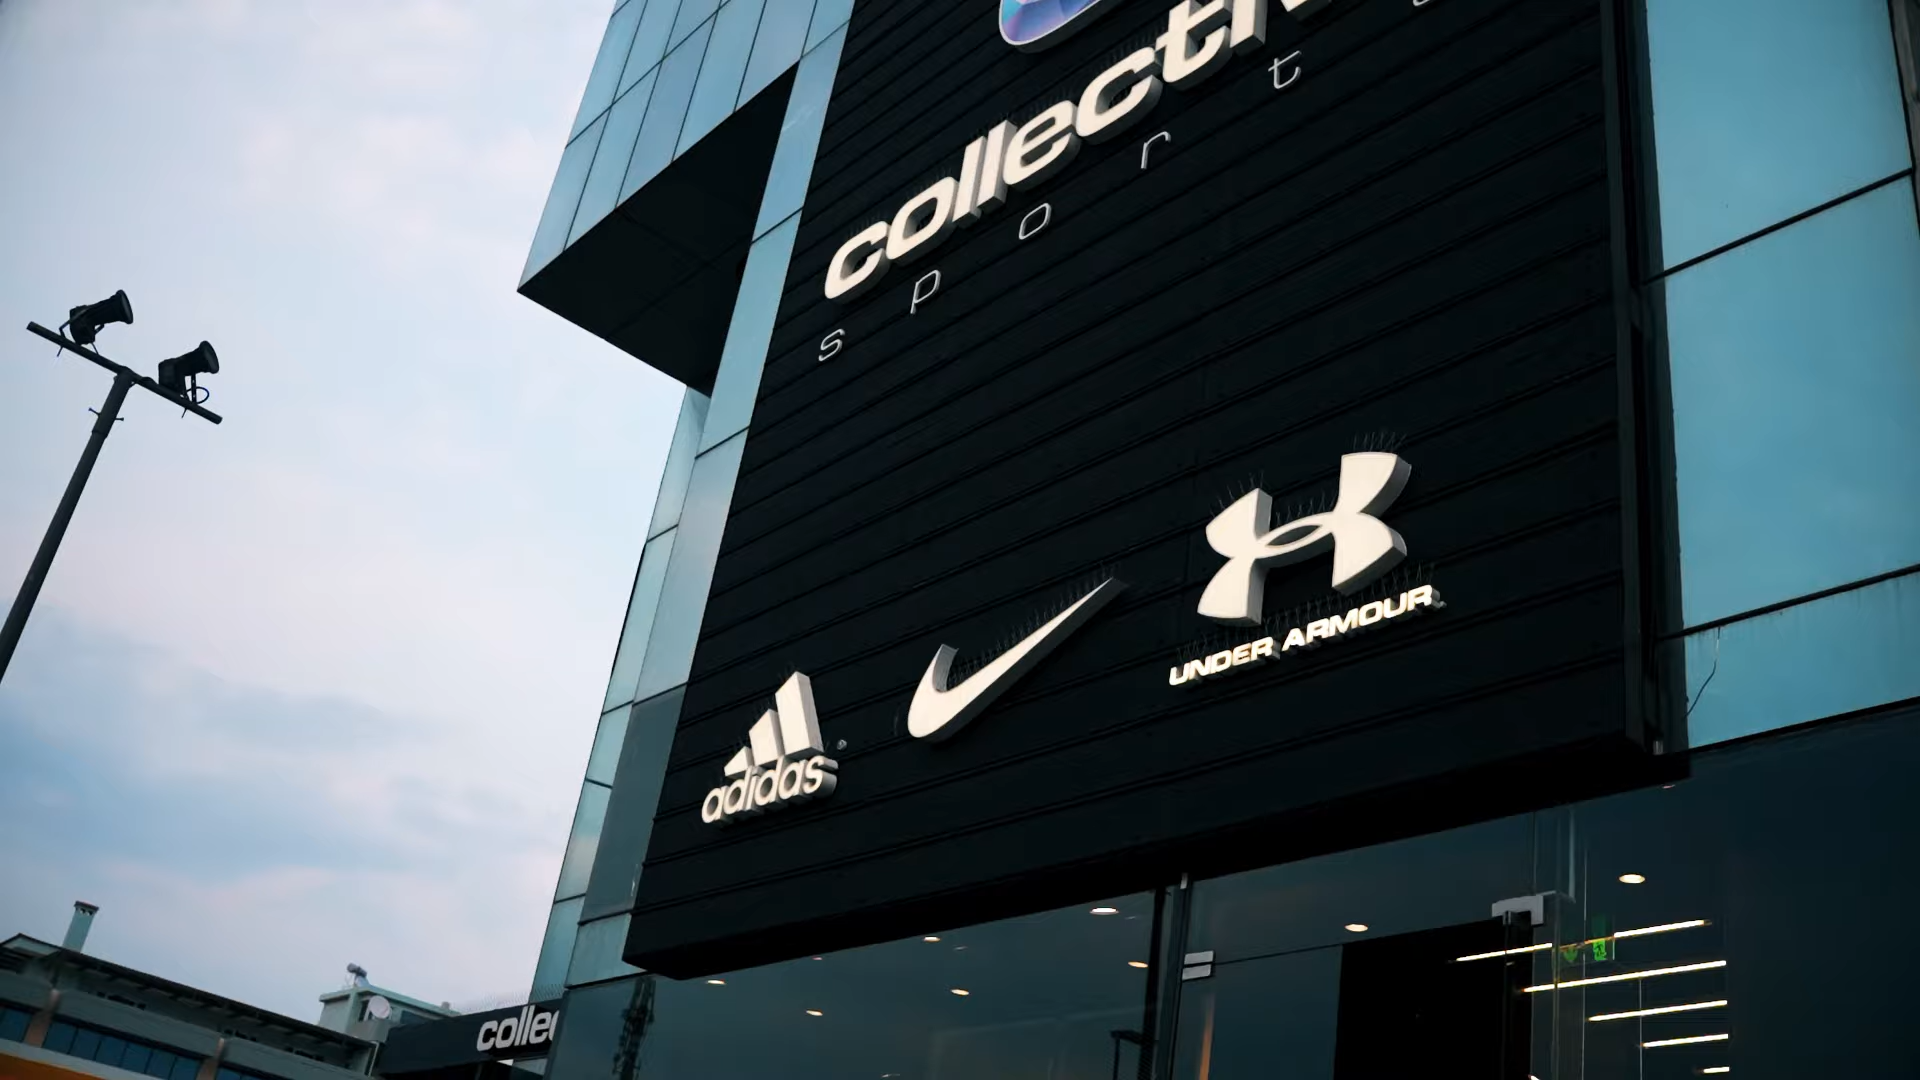 collecti
sport
adidas
UNDER ARMOUR
colle